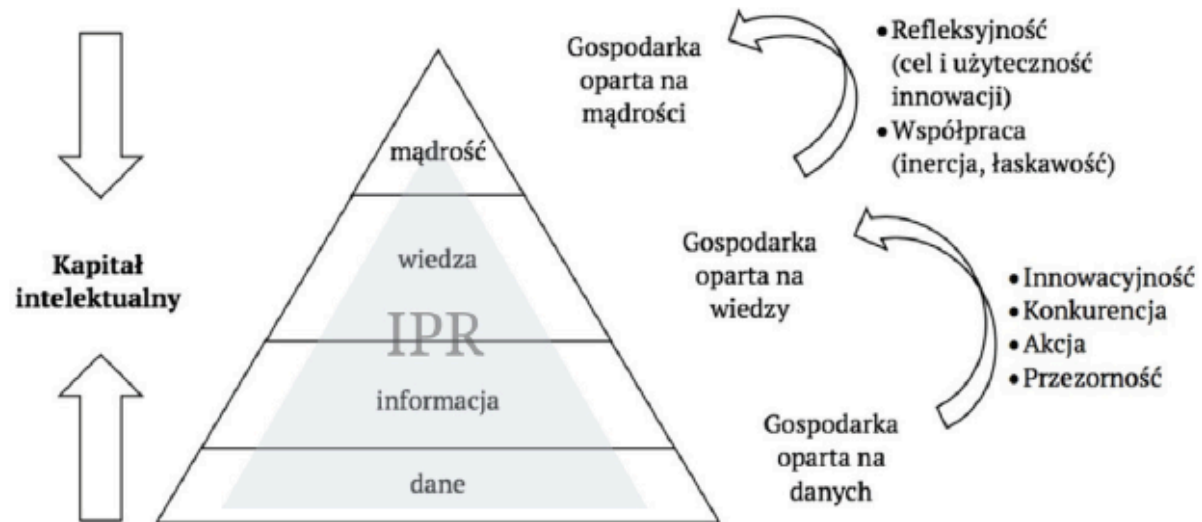 Kapitał
intelektualny
mądrość
wiedza
IPR
informacja
dane
Gospodarka
oparta na
mądrości
• Refleksyjność
(cel i użyteczność
innowacji)
• Współpraca
(inercja, łaskawość)
Gospodarka
oparta na
wiedzy
• Innowacyjność
• Konkurencja
• Akcja
• Przezorność
Gospodarka
oparta na
danych